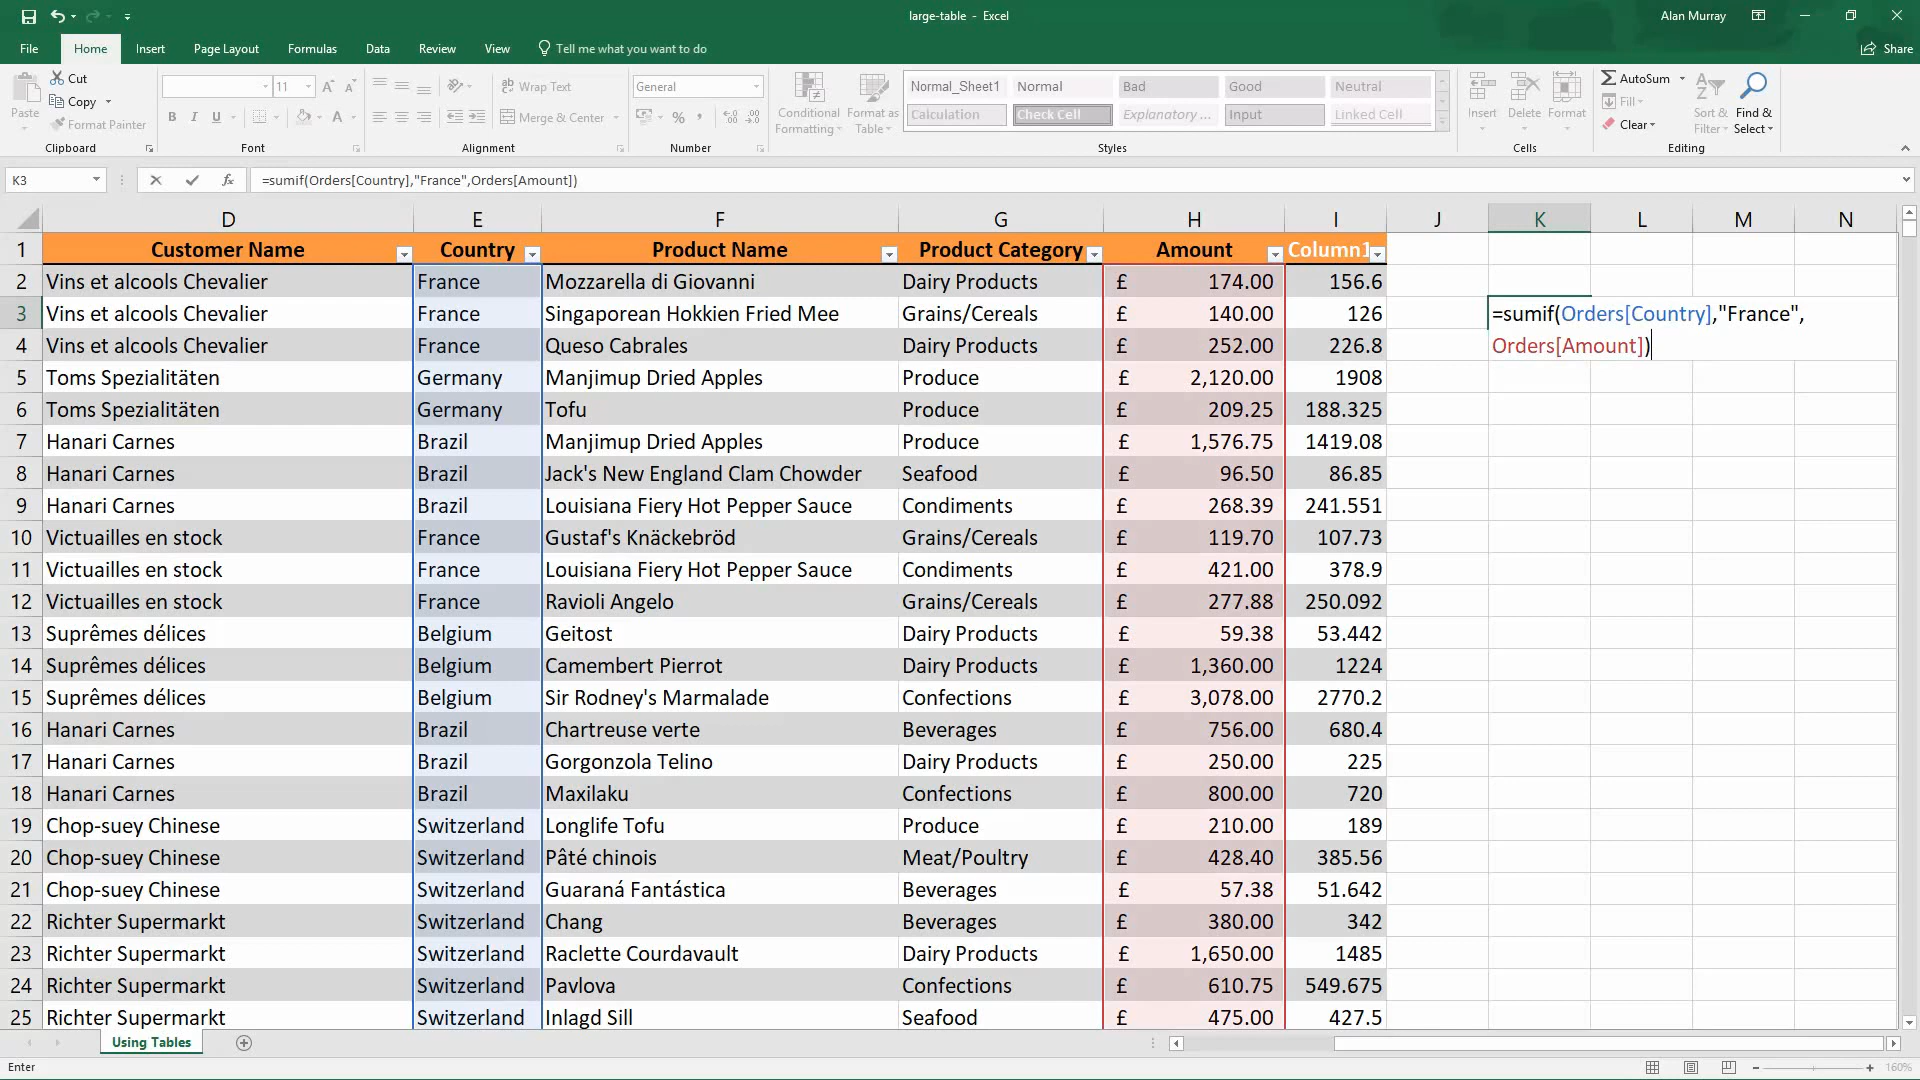 large-table - Excel
Alan Murray
File Home Insert Page Layout Formulas Data Review View Tell me what you want to do Share
Paste
Cut
Copy
Format Painter
Clipboard
11
B I U
Font
Wrap Text
Merge & Center
Alignment
General
%
Number
Conditional Formatting
Format as Table
Normal_Sheet1 Normal Bad Good Neutral
Calculation Check Cell Explanatory ... Input Linked Cell
Styles
Insert Delete Format
Cells
AutoSum
Fill
Clear
Sort & Filter
Find & Select
Editing
K3 =sumif(Orders[Country],"France",Orders[Amount])
D E F G H I J K L M N
1 Customer Name Country Product Name Product Category Amount Column1
2 Vins et alcools Chevalier France Mozzarella di Giovanni Dairy Products £ 174.00 156.6
3 Vins et alcools Chevalier France Singaporean Hokkien Fried Mee Grains/Cereals £ 140.00 126 =sumif(Orders[Country],"France",
4 Vins et alcools Chevalier France Queso Cabrales Dairy Products £ 252.00 226.8 Orders[Amount])
5 Toms Spezialitäten Germany Manjimup Dried Apples Produce £ 2,120.00 1908
6 Toms Spezialitäten Germany Tofu Produce £ 209.25 188.325
7 Hanari Carnes Brazil Manjimup Dried Apples Produce £ 1,576.75 1419.08
8 Hanari Carnes Brazil Jack's New England Clam Chowder Seafood £ 96.50 86.85
9 Hanari Carnes Brazil Louisiana Fiery Hot Pepper Sauce Condiments £ 268.39 241.551
10 Victuailles en stock France Gustaf's Knäckebröd Grains/Cereals £ 119.70 107.73
11 Victuailles en stock France Louisiana Fiery Hot Pepper Sauce Condiments £ 421.00 378.9
12 Victuailles en stock France Ravioli Angelo Grains/Cereals £ 277.88 250.092
13 Suprêmes délices Belgium Geitost Dairy Products £ 59.38 53.442
14 Suprêmes délices Belgium Camembert Pierrot Dairy Products £ 1,360.00 1224
15 Suprêmes délices Belgium Sir Rodney's Marmalade Confections £ 3,078.00 2770.2
16 Hanari Carnes Brazil Chartreuse verte Beverages £ 756.00 680.4
17 Hanari Carnes Brazil Gorgonzola Telino Dairy Products £ 250.00 225
18 Hanari Carnes Brazil Maxilaku Confections £ 800.00 720
19 Chop-suey Chinese Switzerland Longlife Tofu Produce £ 210.00 189
20 Chop-suey Chinese Switzerland Pâté chinois Meat/Poultry £ 428.40 385.56
21 Chop-suey Chinese Switzerland Guaraná Fantástica Beverages £ 57.38 51.642
22 Richter Supermarkt Switzerland Chang Beverages £ 380.00 342
23 Richter Supermarkt Switzerland Raclette Courdavault Dairy Products £ 1,650.00 1485
24 Richter Supermarkt Switzerland Pavlova Confections £ 610.75 549.675
25 Richter Supermarkt Switzerland Inlagd Sill Seafood £ 475.00 427.5
Using Tables
Enter
160%